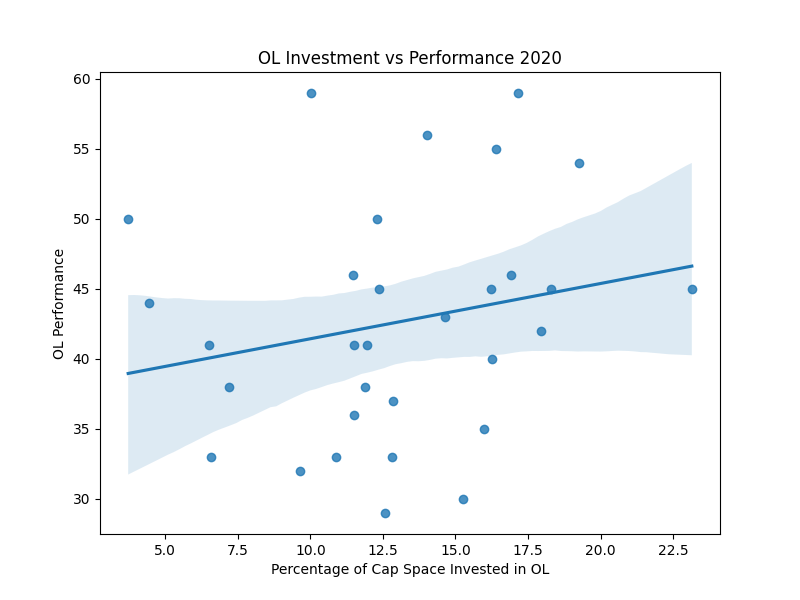 OL Investment vs Performance 2020
60
55
50
45
40
35
30
OL Performance
5.0 7.5 10.0 12.5 15.0 17.5 20.0 22.5
Percentage of Cap Space Invested in OL